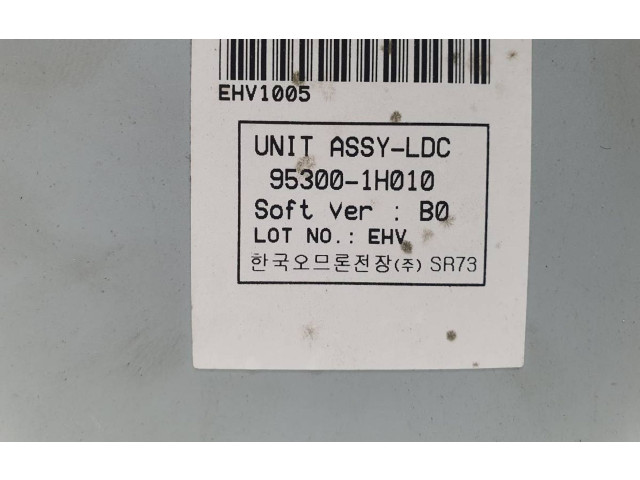 EHV1005
UNIT ASSY-LDC
95300-1H010
Soft Ver : B0
LOT NO.: EHV
한국오므론전장(주) SR73